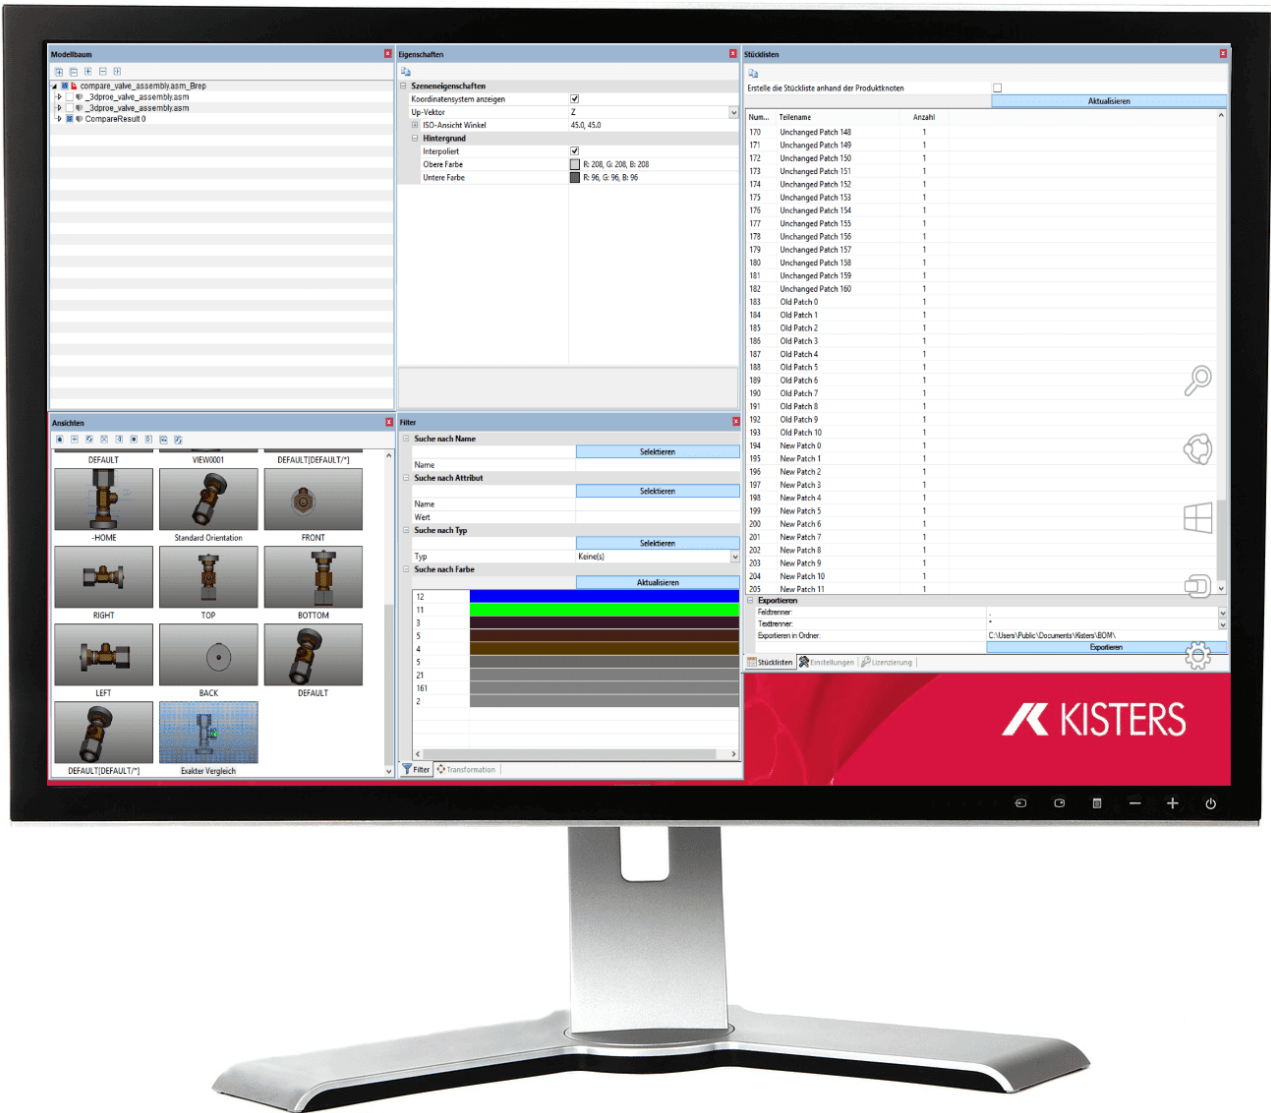 Modellbaum
compare_valve_assembly.asm_Brep
_3dproe_valve_assembly.asm
_3dproe_valve_assembly.asm
CompareResult 0
Eigenschaften
Szeneneigenschaften
Koordinatensystem anzeigen
Up-Vektor Z
ISO-Ansicht Winkel 45.0, 45.0
Hintergrund
Interpoliert
Obere Farbe R: 208, G: 208, B: 208
Untere Farbe R: 96, G: 96, B: 96
Stücklisten
Erstelle die Stückliste anhand der Produktknoten
Aktualisieren
Num... Teilename Anzahl
170 Unchanged Patch 148 1
171 Unchanged Patch 149 1
172 Unchanged Patch 150 1
173 Unchanged Patch 151 1
174 Unchanged Patch 152 1
175 Unchanged Patch 153 1
176 Unchanged Patch 154 1
177 Unchanged Patch 155 1
178 Unchanged Patch 156 1
179 Unchanged Patch 157 1
180 Unchanged Patch 158 1
181 Unchanged Patch 159 1
182 Unchanged Patch 160 1
183 Old Patch 0 1
184 Old Patch 1 1
185 Old Patch 2 1
186 Old Patch 3 1
187 Old Patch 4 1
188 Old Patch 5 1
189 Old Patch 6 1
190 Old Patch 7 1
191 Old Patch 8 1
192 Old Patch 9 1
193 Old Patch 10 1
194 New Patch 0 1
195 New Patch 1 1
196 New Patch 2 1
197 New Patch 3 1
198 New Patch 4 1
199 New Patch 5 1
200 New Patch 6 1
201 New Patch 7 1
202 New Patch 8 1
203 New Patch 9 1
204 New Patch 10 1
205 New Patch 11 1
Exportieren
Feldtrenner: ,
Texttrenner: "
Exportieren in Ordner: C:\Users\Public\Documents\Kisters\BOM\
Exportieren
Stücklisten Einstellungen Lizenzierung
Ansichten
DEFAULT VIEW0001 DEFAULT[DEFAULT/*]
-HOME Standard Orientation FRONT
RIGHT TOP BOTTOM
LEFT BACK DEFAULT
DEFAULT[DEFAULT/*] Exakter Vergleich
Filter
Suche nach Name
Selektieren
Name
Suche nach Attribut
Selektieren
Name
Wert
Suche nach Typ
Selektieren
Typ Keine(s)
Suche nach Farbe
Aktualisieren
12
11
3
5
4
5
21
161
2
Filter Transformation
KISTERS